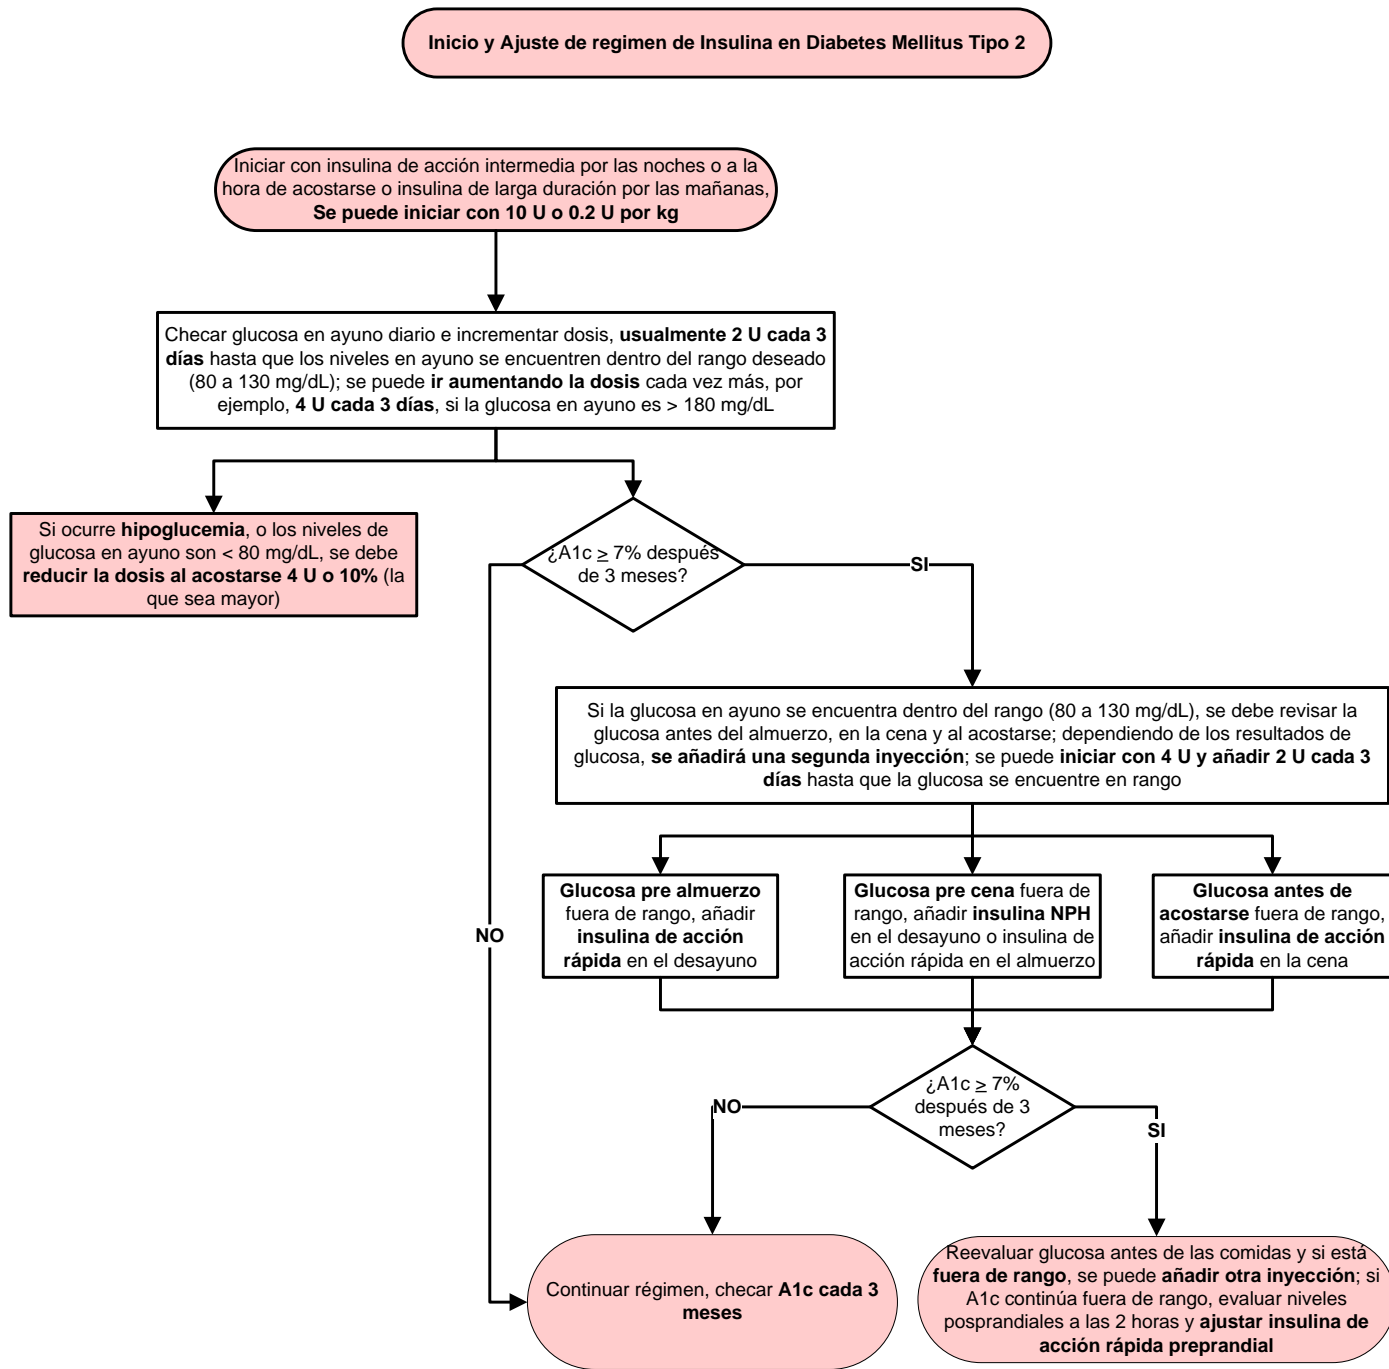 Inicio y Ajuste de regimen de Insulina en Diabetes Mellitus Tipo 2
Iniciar con insulina de acción intermedia por las noches o a la
hora de acostarse o insulina de larga duración por las mañanas,
Se puede iniciar con 10 U o 0.2 U por kg
Checar glucosa en ayuno diario e incrementar dosis, usualmente 2 U cada 3
días hasta que los niveles en ayuno se encuentren dentro del rango deseado
(80 a 130 mg/dL); se puede ir aumentando la dosis cada vez más, por
ejemplo, 4 U cada 3 días, si la glucosa en ayuno es > 180 mg/dL
Si ocurre hipoglucemia, o los niveles de
glucosa en ayuno son < 80 mg/dL, se debe
reducir la dosis al acostarse 4 U o 10% (la
que sea mayor)
¿A1c ≥ 7% después
de 3 meses?
SI
Si la glucosa en ayuno se encuentra dentro del rango (80 a 130 mg/dL), se debe revisar la
glucosa antes del almuerzo, en la cena y al acostarse; dependiendo de los resultados de
glucosa, se añadirá una segunda inyección; se puede iniciar con 4 U y añadir 2 U cada 3
días hasta que la glucosa se encuentre en rango
Glucosa pre almuerzo
fuera de rango, añadir
insulina de acción
rápida en el desayuno
Glucosa pre cena fuera de
rango, añadir insulina NPH
en el desayuno o insulina de
acción rápida en el almuerzo
Glucosa antes de
acostarse fuera de rango,
añadir insulina de acción
rápida en la cena
NO
¿A1c ≥ 7%
después de 3
meses?
NO
SI
Continuar régimen, checar A1c cada 3
meses
Reevaluar glucosa antes de las comidas y si está
fuera de rango, se puede añadir otra inyección; si
A1c continúa fuera de rango, evaluar niveles
posprandiales a las 2 horas y ajustar insulina de
acción rápida preprandial